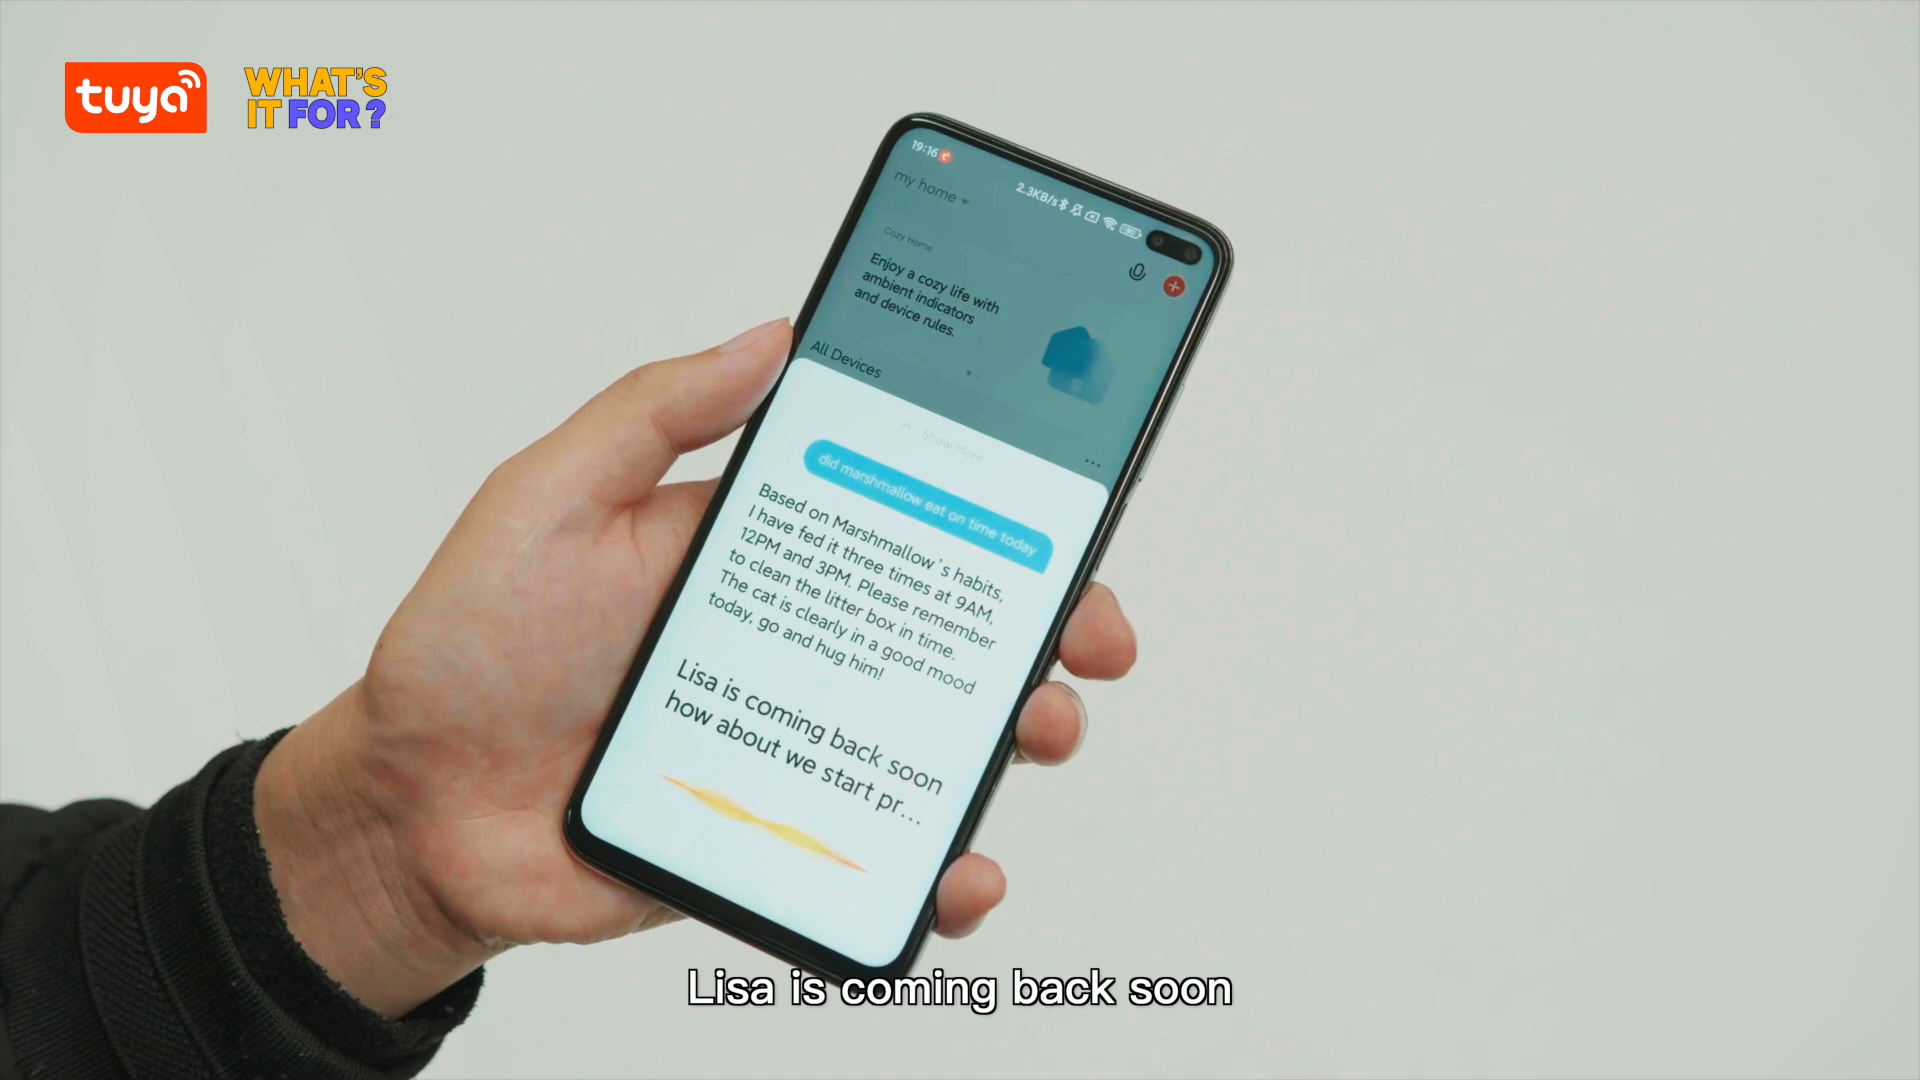 tuya
WHAT'S
IT FOR?
19:16
2.3KB/s
my home
Cozy Home
Enjoy a cozy life with
ambient indicators
and device rules.
All Devices
Show More
did marshmallow eat on time today
Based on Marshmallow's habits,
I have fed it three times at 9AM,
12PM and 3PM. Please remember
to clean the litter box in time.
The cat is clearly in a good mood
today, go and hug him!
Lisa is coming back soon
how about we start pr...
Lisa is coming back soon